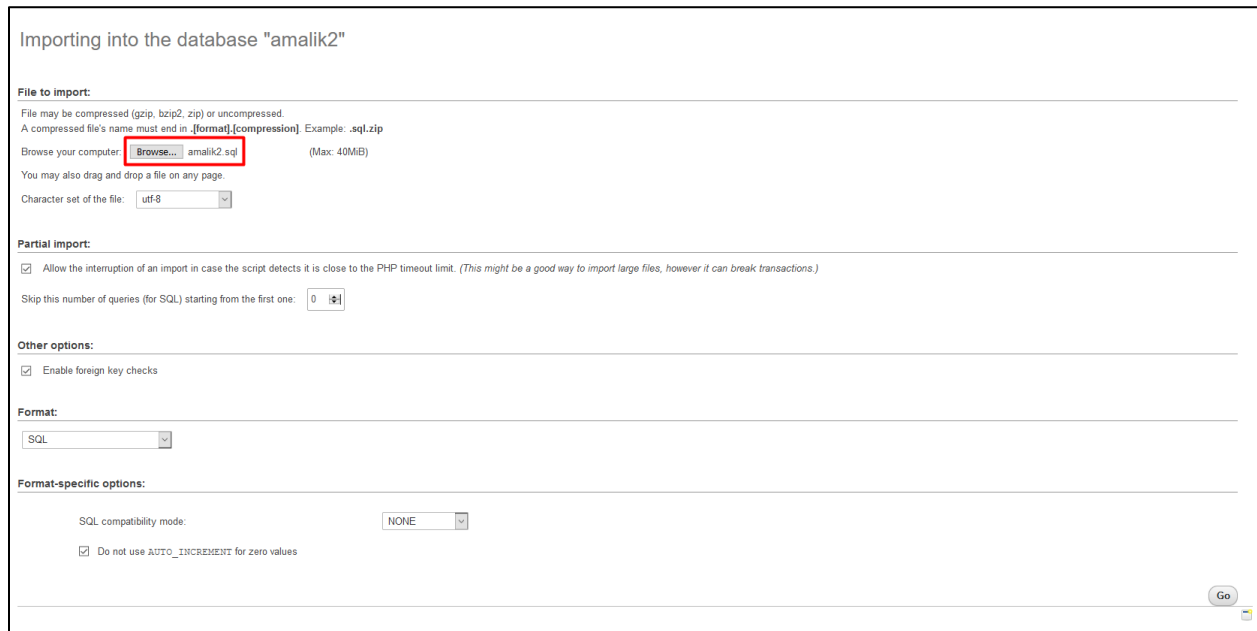 Importing into the database "amalik2"
File to import:
File may be compressed (gzip, bzip2, zip) or uncompressed.
A compressed file's name must end in .[format].[compression]. Example: .sql.zip
Browse your computer: Browse... amalik2.sql (Max: 40MiB)
You may also drag and drop a file on any page.
Character set of the file: utf-8
Partial import:
Allow the interruption of an import in case the script detects it is close to the PHP timeout limit. (This might be a good way to import large files, however it can break transactions.)
Skip this number of queries (for SQL) starting from the first one: 0
Other options:
Enable foreign key checks
Format:
SQL
Format-specific options:
SQL compatibility mode: NONE
Do not use AUTO_INCREMENT for zero values
Go